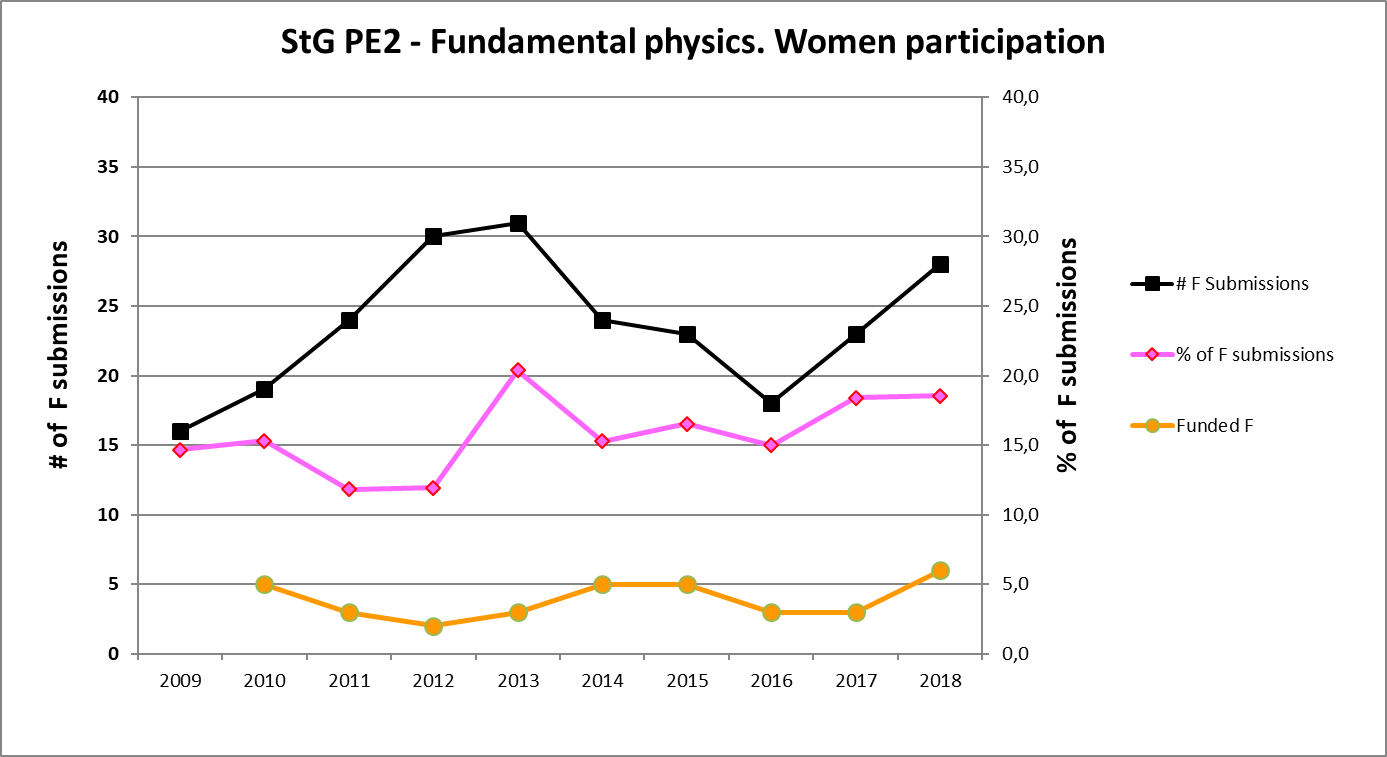 StG PE2 - Fundamental physics. Women participation
# of F submissions
40
35
30
25
20
15
10
5
0
40,0
35,0
30,0
25,0
20,0
15,0
10,0
5,0
0,0
% of F submissions
2009 2010 2011 2012 2013 2014 2015 2016 2017 2018
# F Submissions
% of F submissions
Funded F